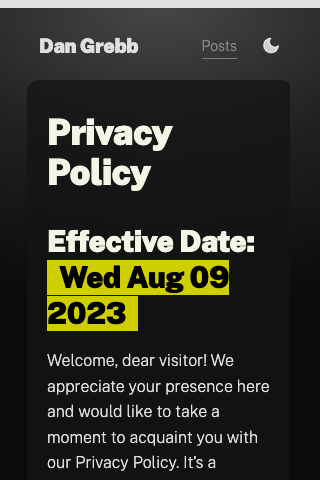 Dan Grebb
Posts
Privacy
Policy
Effective Date:
Wed Aug 09
2023
Welcome, dear visitor! We
appreciate your presence here
and would like to take a
moment to acquaint you with
our Privacy Policy. It's a